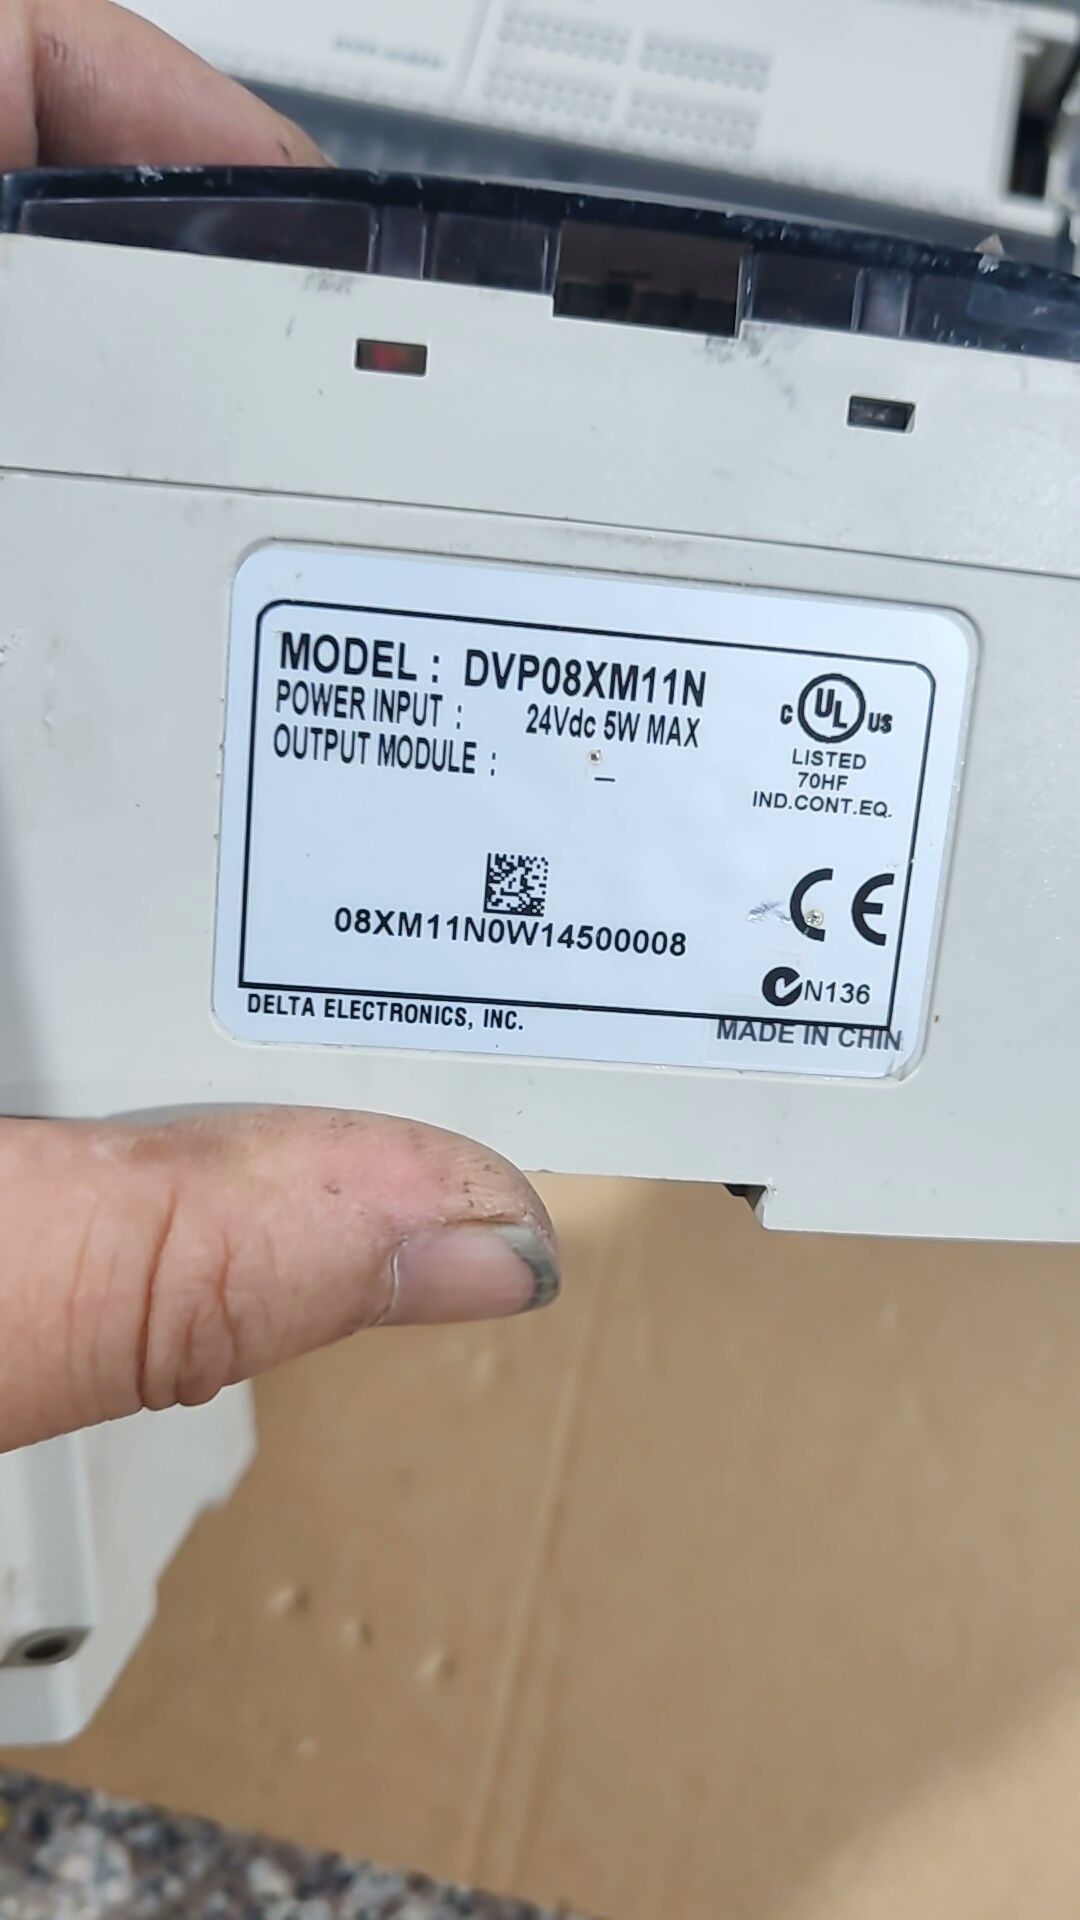 MODEL : DVP08XM11N
POWER INPUT : 24Vdc 5W MAX
OUTPUT MODULE : –
C UL US
LISTED
70HF
IND.CONT.EQ.
08XM11N0W14500008
CE
N136
DELTA ELECTRONICS, INC.
MADE IN CHIN